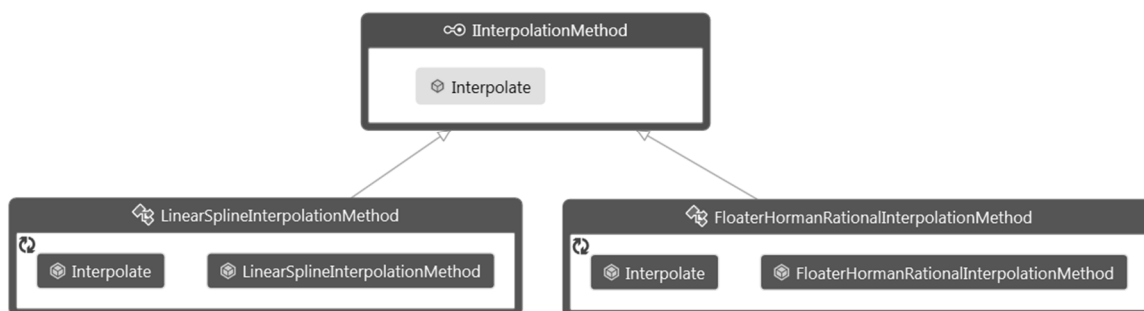 IInterpolationMethod
Interpolate
LinearSplineInterpolationMethod
Interpolate
LinearSplineInterpolationMethod
FloaterHormanRationalInterpolationMethod
Interpolate
FloaterHormanRationalInterpolationMethod